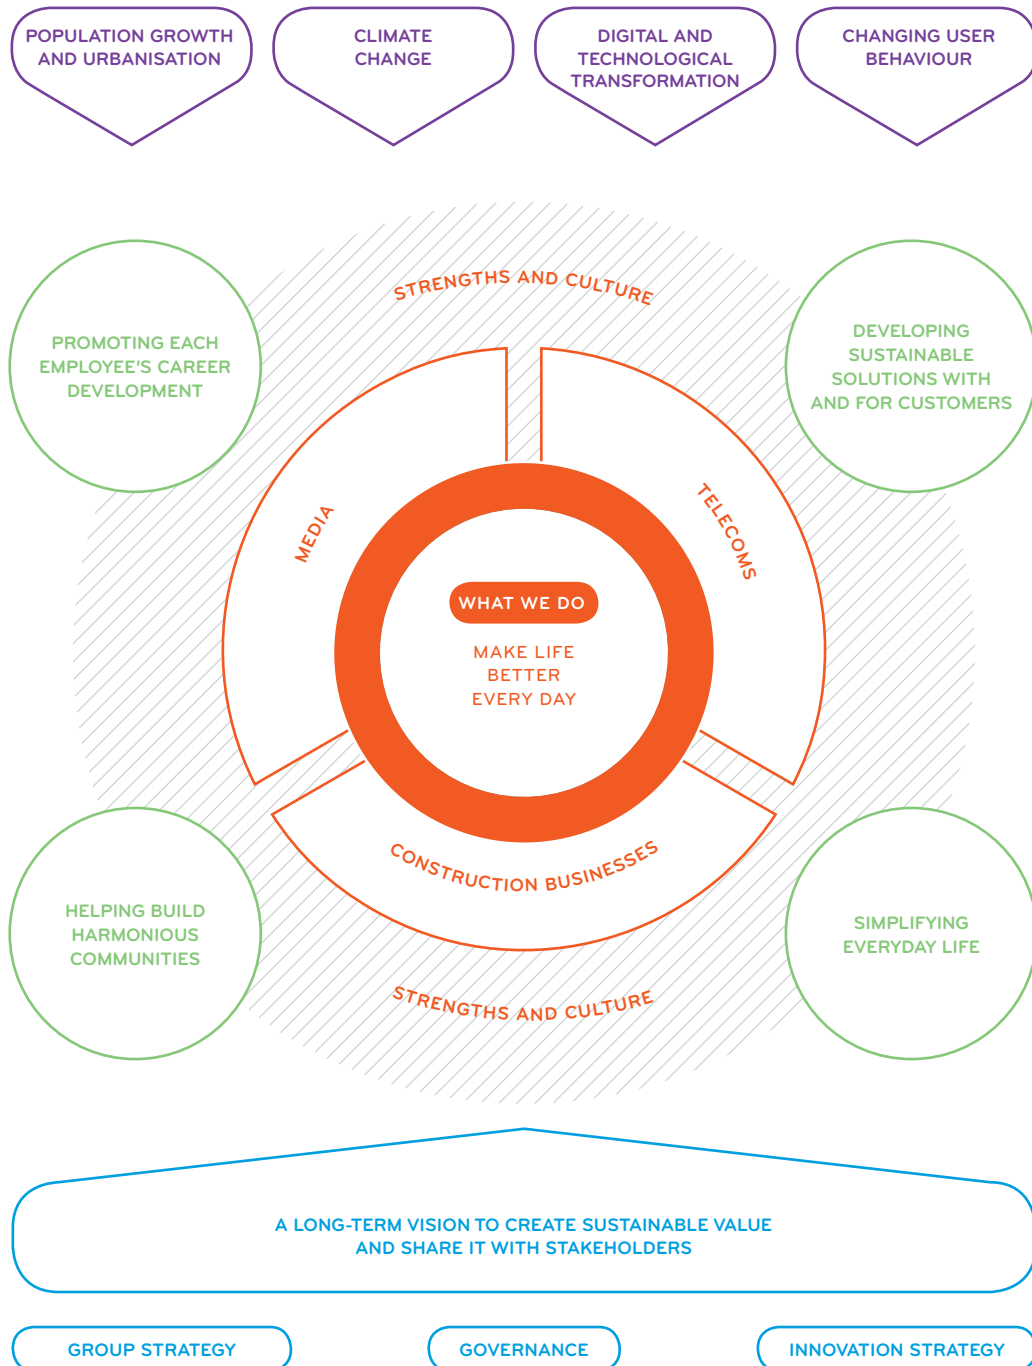 POPULATION GROWTH
AND URBANISATION
CLIMATE
CHANGE
DIGITAL AND
TECHNOLOGICAL
TRANSFORMATION
CHANGING USER
BEHAVIOUR
STRENGTHS AND CULTURE
PROMOTING EACH
EMPLOYEE'S CAREER
DEVELOPMENT
DEVELOPING
SUSTAINABLE
SOLUTIONS WITH
AND FOR CUSTOMERS
MEDIA
TELECOMS
WHAT WE DO
MAKE LIFE
BETTER
EVERY DAY
CONSTRUCTION BUSINESSES
HELPING BUILD
HARMONIOUS
COMMUNITIES
SIMPLIFYING
EVERYDAY LIFE
STRENGTHS AND CULTURE
A LONG-TERM VISION TO CREATE SUSTAINABLE VALUE
AND SHARE IT WITH STAKEHOLDERS
GROUP STRATEGY
GOVERNANCE
INNOVATION STRATEGY